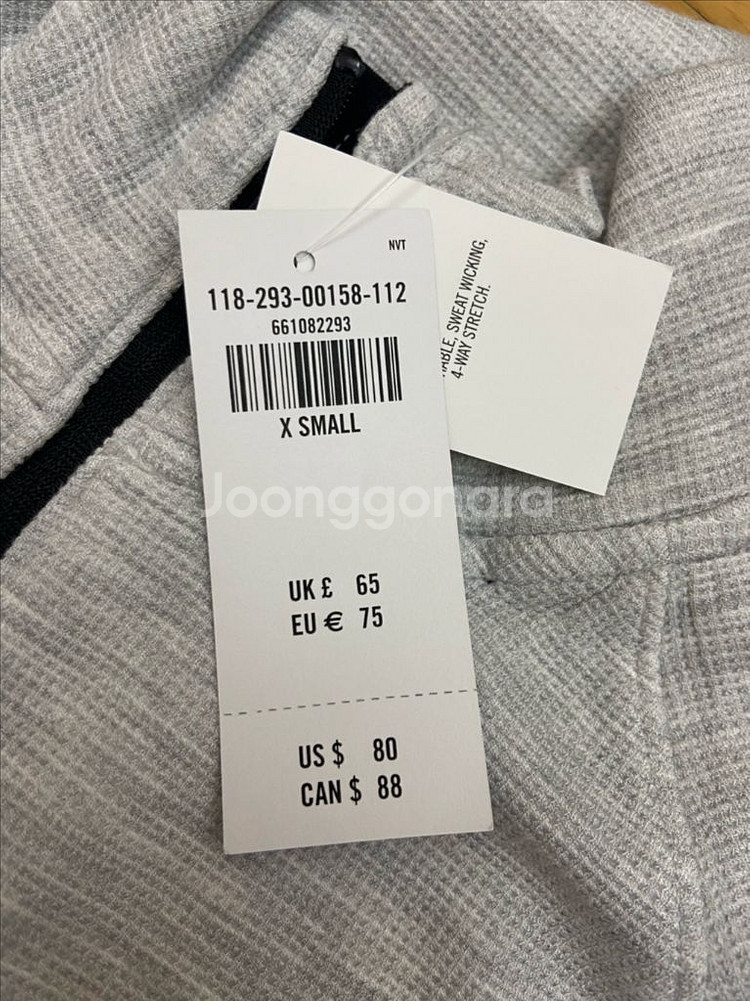 NVT
118-293-00158-112
661082293
X SMALL
UK £ 65
EU € 75
US $ 80
CAN $ 88
SWEAT WICKING,
4-WAY STRETCH.
Joonggonara